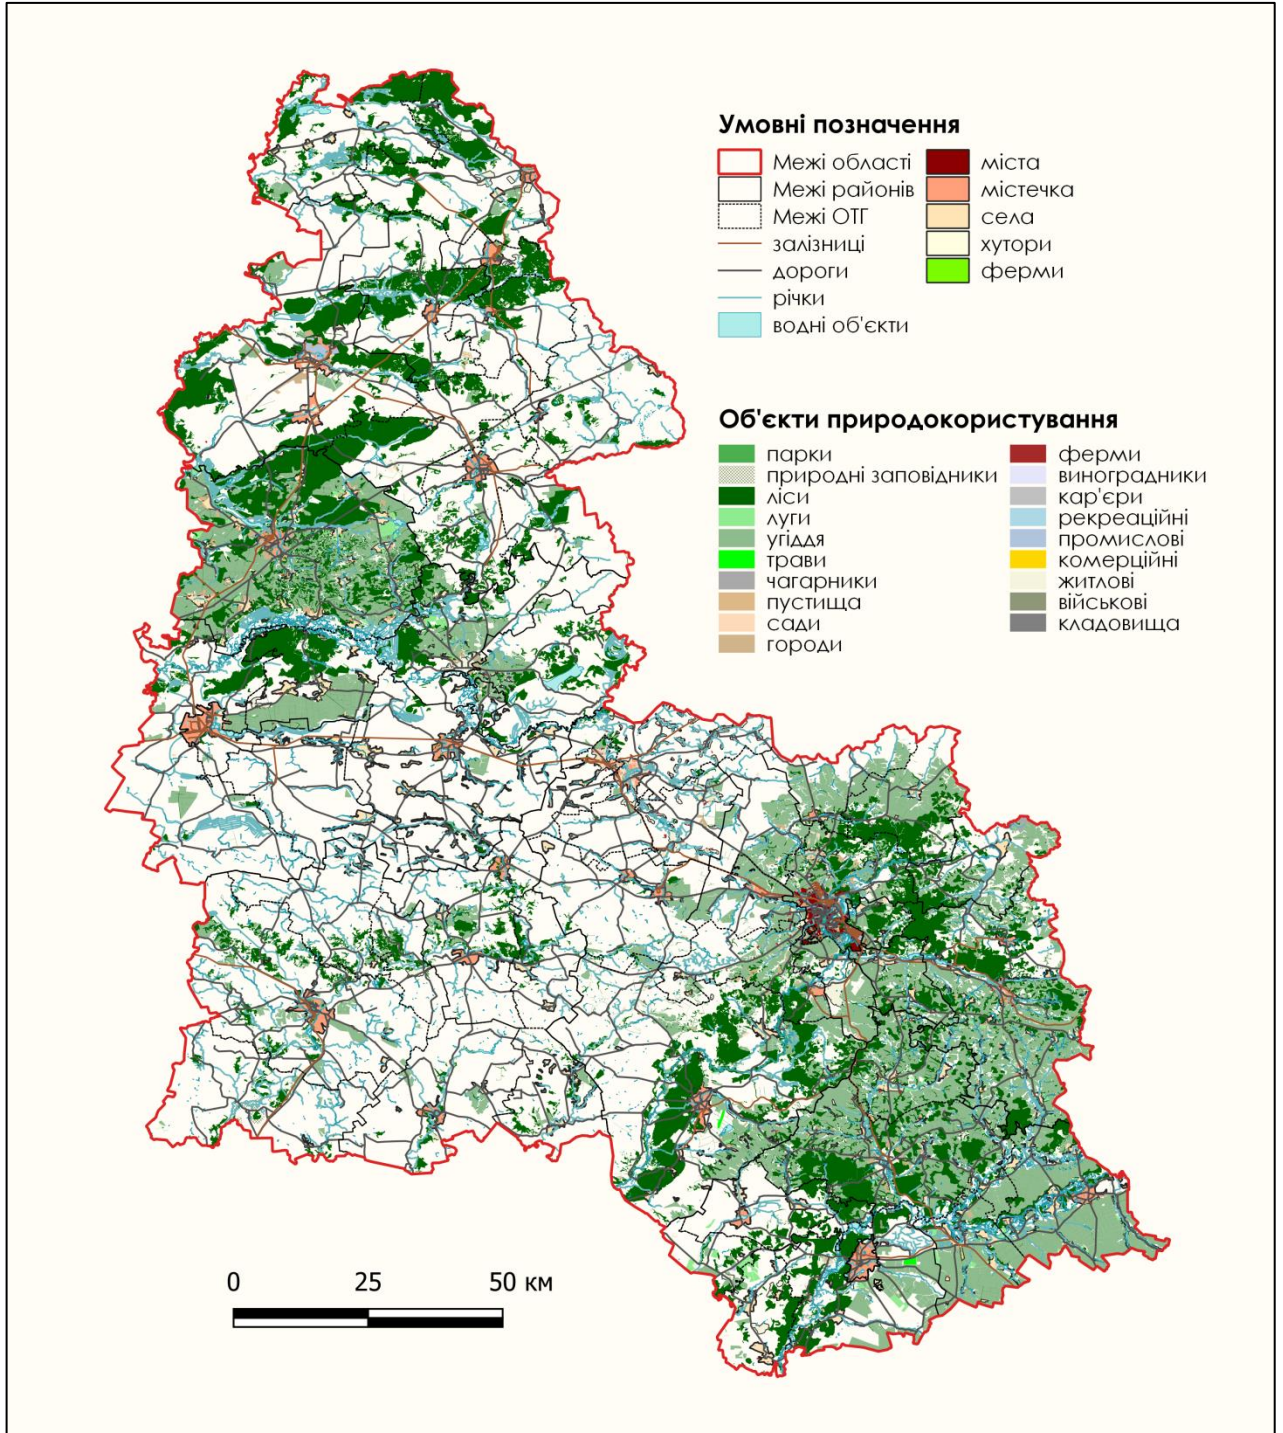 Умовні позначення
Межі області
Межі районів
Межі ОТГ
залізниці
дороги
річки
водні об'єкти
міста
містечка
села
хутори
ферми
Об'єкти природокористування
парки
природні заповідники
ліси
луги
угіддя
трави
чагарники
пустища
сади
городи
ферми
виноградники
кар'єри
рекреаційні
промислові
комерційні
житлові
військові
кладовища
0 25 50 км